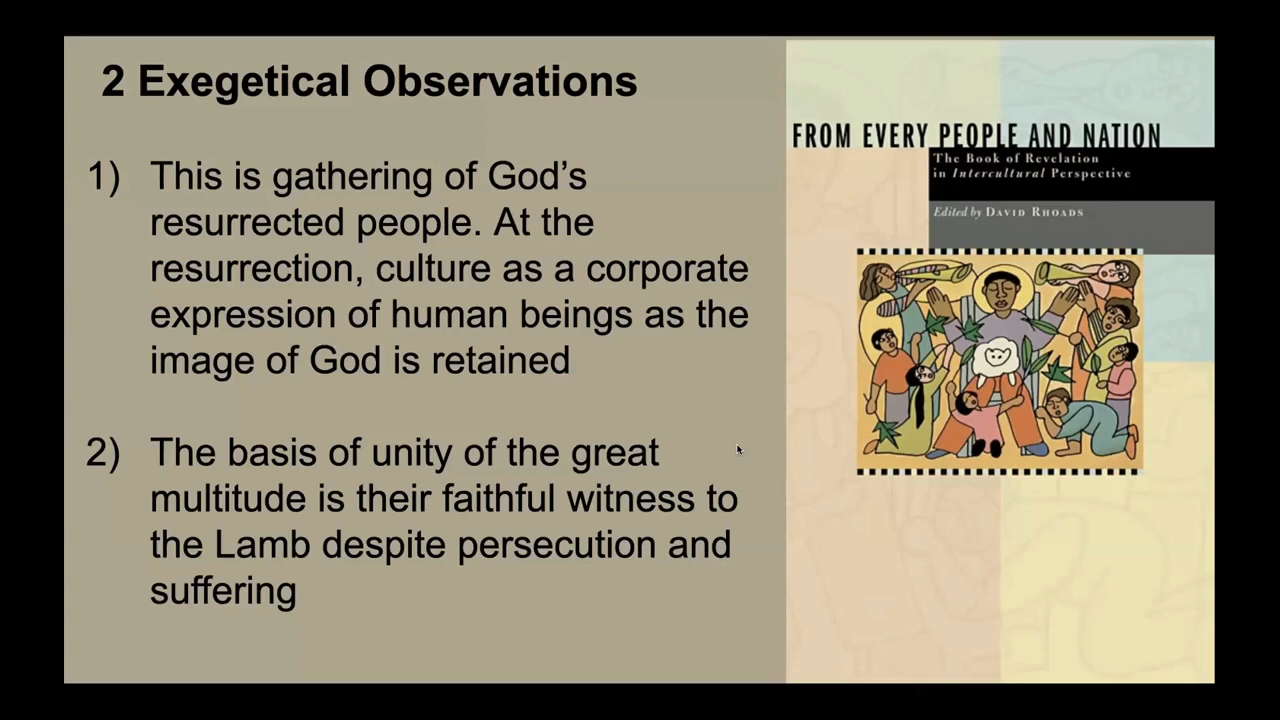 2 Exegetical Observations
1) This is gathering of God’s
resurrected people. At the
resurrection, culture as a corporate
expression of human beings as the
image of God is retained
2) The basis of unity of the great
multitude is their faithful witness to
the Lamb despite persecution and
suffering
FROM EVERY PEOPLE AND NATION
The Book of Revelation
in Intercultural Perspective
Edited by DAVID RHOADS